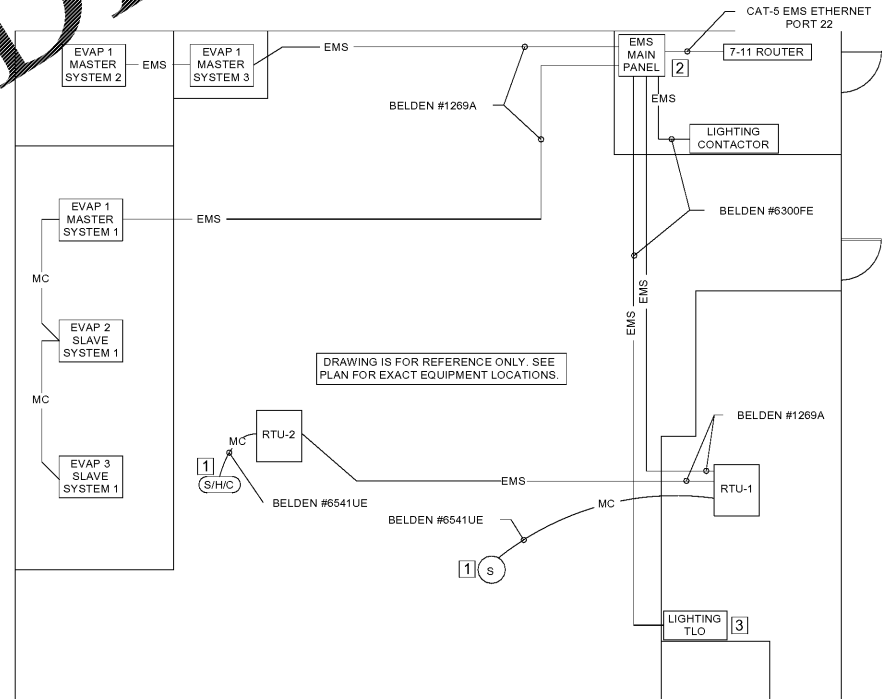 CAT-5 EMS ETHERNET
PORT 22
EVAP 1
MASTER
SYSTEM 2
EMS
EVAP 1
MASTER
SYSTEM 3
EMS
EMS
MAIN
PANEL
2
7-11 ROUTER
BELDEN #1269A
EMS
LIGHTING
CONTACTOR
EVAP 1
MASTER
SYSTEM 1
EMS
BELDEN #6300FE
MC
EMS
EMS
EVAP 2
SLAVE
SYSTEM 1
DRAWING IS FOR REFERENCE ONLY. SEE
PLAN FOR EXACT EQUIPMENT LOCATIONS.
MC
BELDEN #1269A
RTU-2
MC
1
S/H/C
EVAP 3
SLAVE
SYSTEM 1
EMS
RTU-1
BELDEN #6541UE
MC
BELDEN #6541UE
1
S
LIGHTING
TLO
3